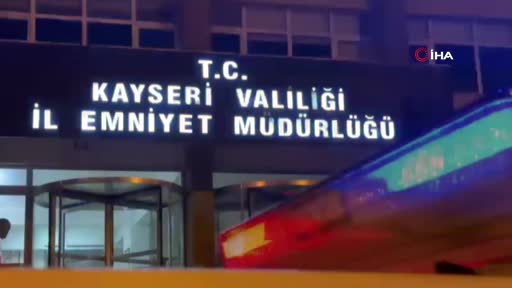 İHA
T.C.
KAYSERİ VALİLİĞİ
İL EMNİYET MÜDÜRLÜĞÜ